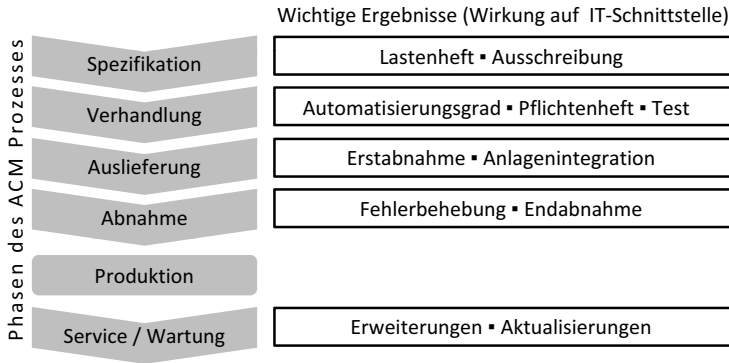 Wichtige Ergebnisse (Wirkung auf IT-Schnittstelle)
Phasen des ACM Prozesses
Spezifikation
Lastenheft ▪ Ausschreibung
Verhandlung
Automatisierungsgrad ▪ Pflichtenheft ▪ Test
Auslieferung
Erstabnahme ▪ Anlagenintegration
Abnahme
Fehlerbehebung ▪ Endabnahme
Produktion
Service / Wartung
Erweiterungen ▪ Aktualisierungen